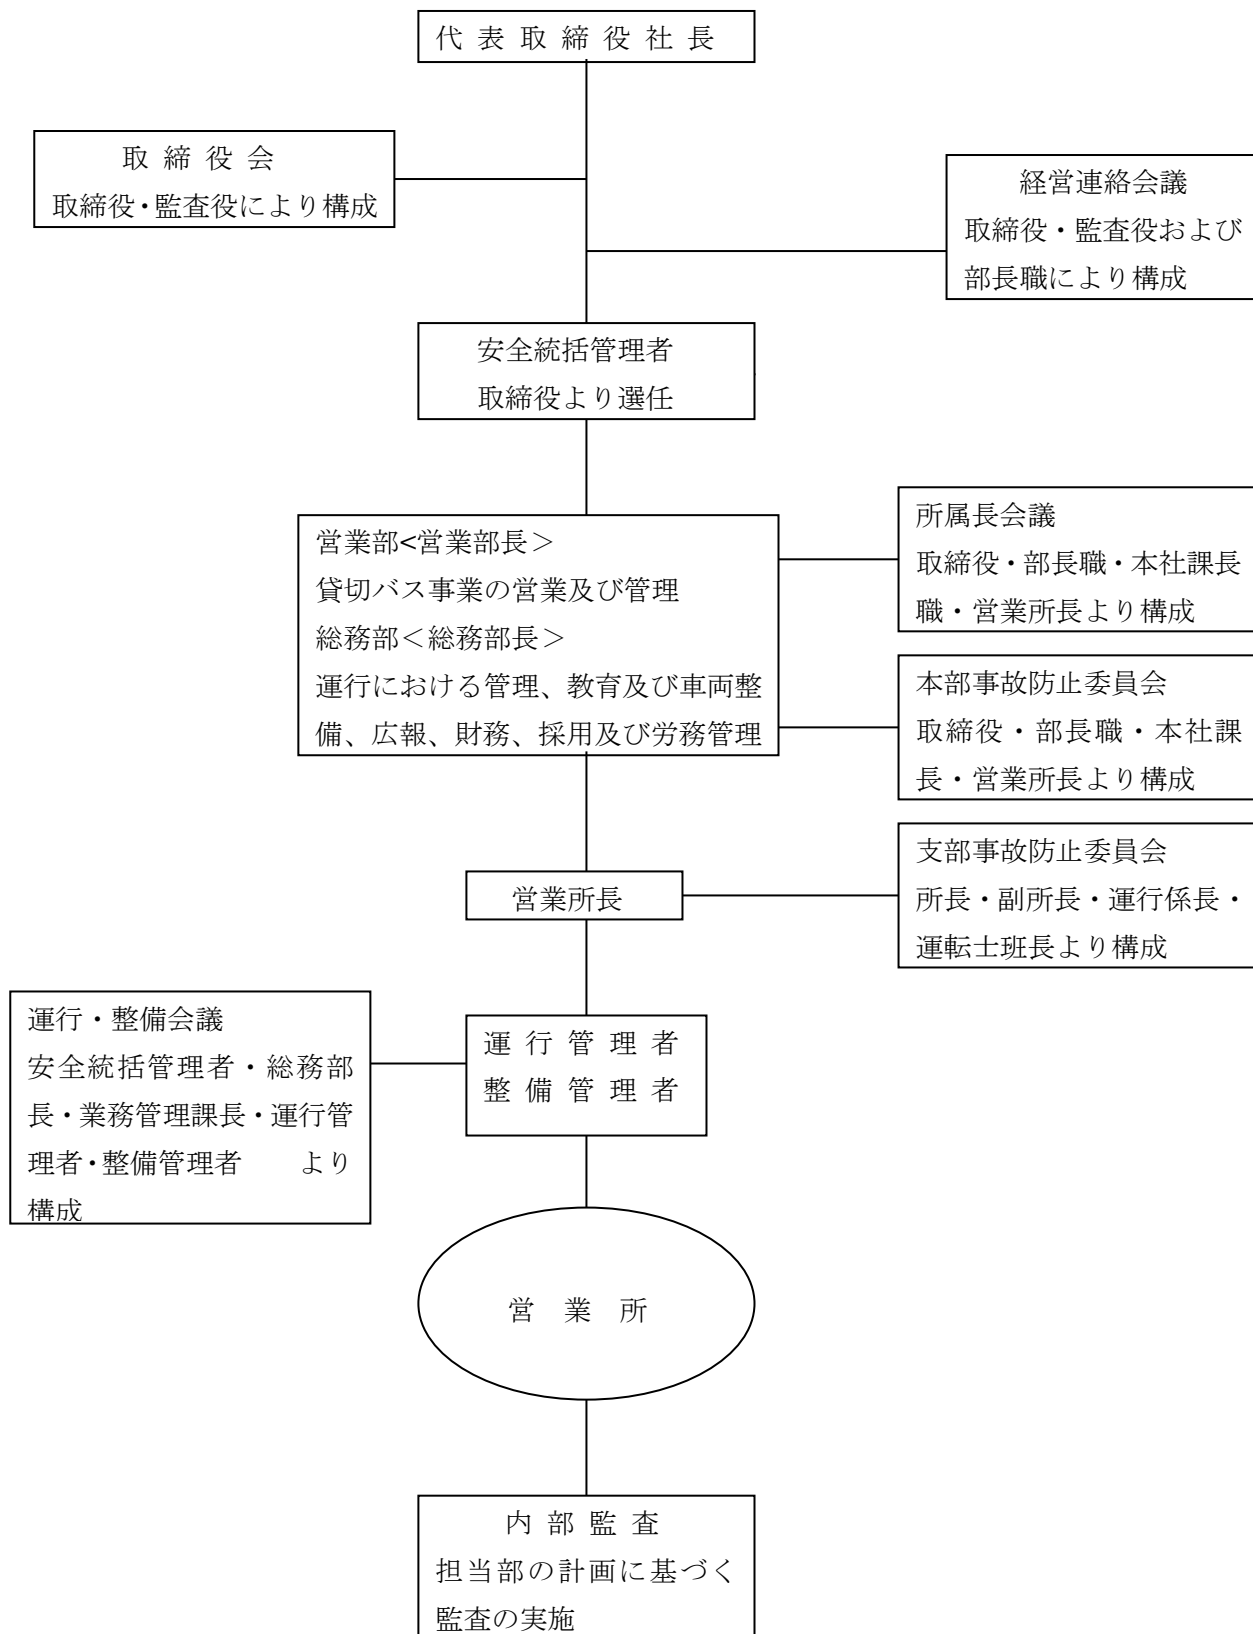 代表取締役社長
取締役会
取締役・監査役により構成
経営連絡会議
取締役・監査役および
部長職により構成
安全統括管理者
取締役より選任
営業部<営業部長＞
貸切バス事業の営業及び管理
総務部＜総務部長＞
運行における管理、教育及び車両整
備、広報、財務、採用及び労務管理
所属長会議
取締役・部長職・本社課長
職・営業所長より構成
本部事故防止委員会
取締役・部長職・本社課
長・営業所長より構成
支部事故防止委員会
所長・副所長・運行係長・
運転士班長より構成
営業所長
運行・整備会議
安全統括管理者・総務部
長・業務管理課長・運行管
理者・整備管理者　　より
構成
運行管理者
整備管理者
営　業　所
内部監査
担当部の計画に基づく
監査の実施